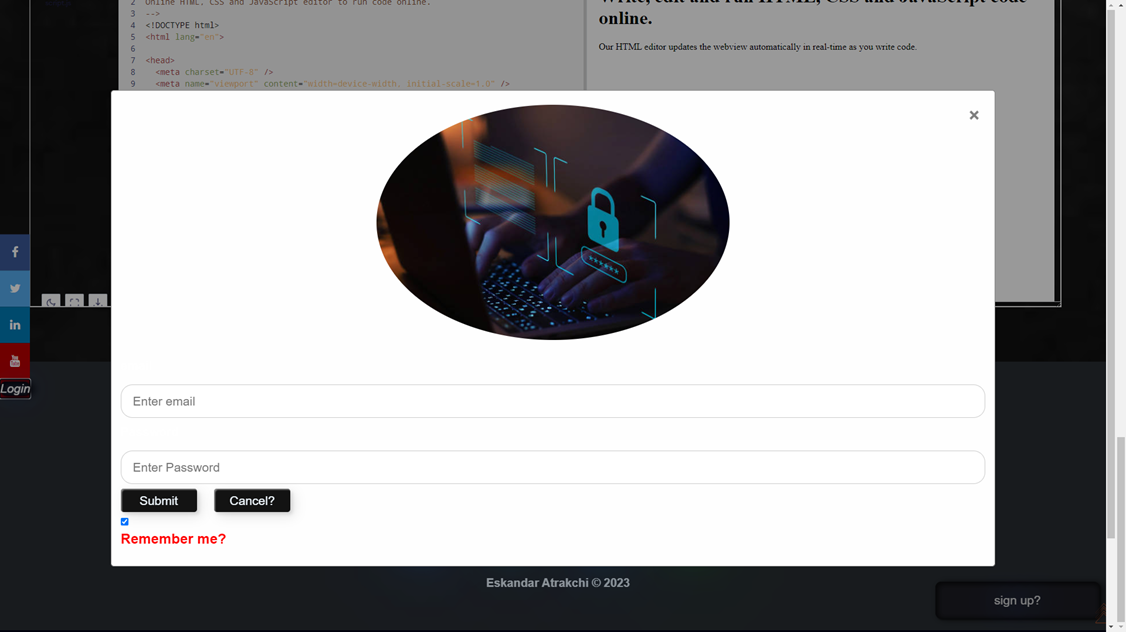 2 Online HTML, CSS and JavaScript editor to run code online.
3 -->
4 <!DOCTYPE html>
5 <html lang="en">
6
7 <head>
8 <meta charset="UTF-8" />
9 <meta name="viewport" content="width=device-width, initial-scale=1.0" />
Write, edit and run HTML, CSS and JavaScript code
online.
Our HTML editor updates the webview automatically in real-time as you write code.
×
******
Login
Enter email
Enter Password
Submit Cancel?
Remember me?
Eskandar Atrakchi © 2023
sign up?